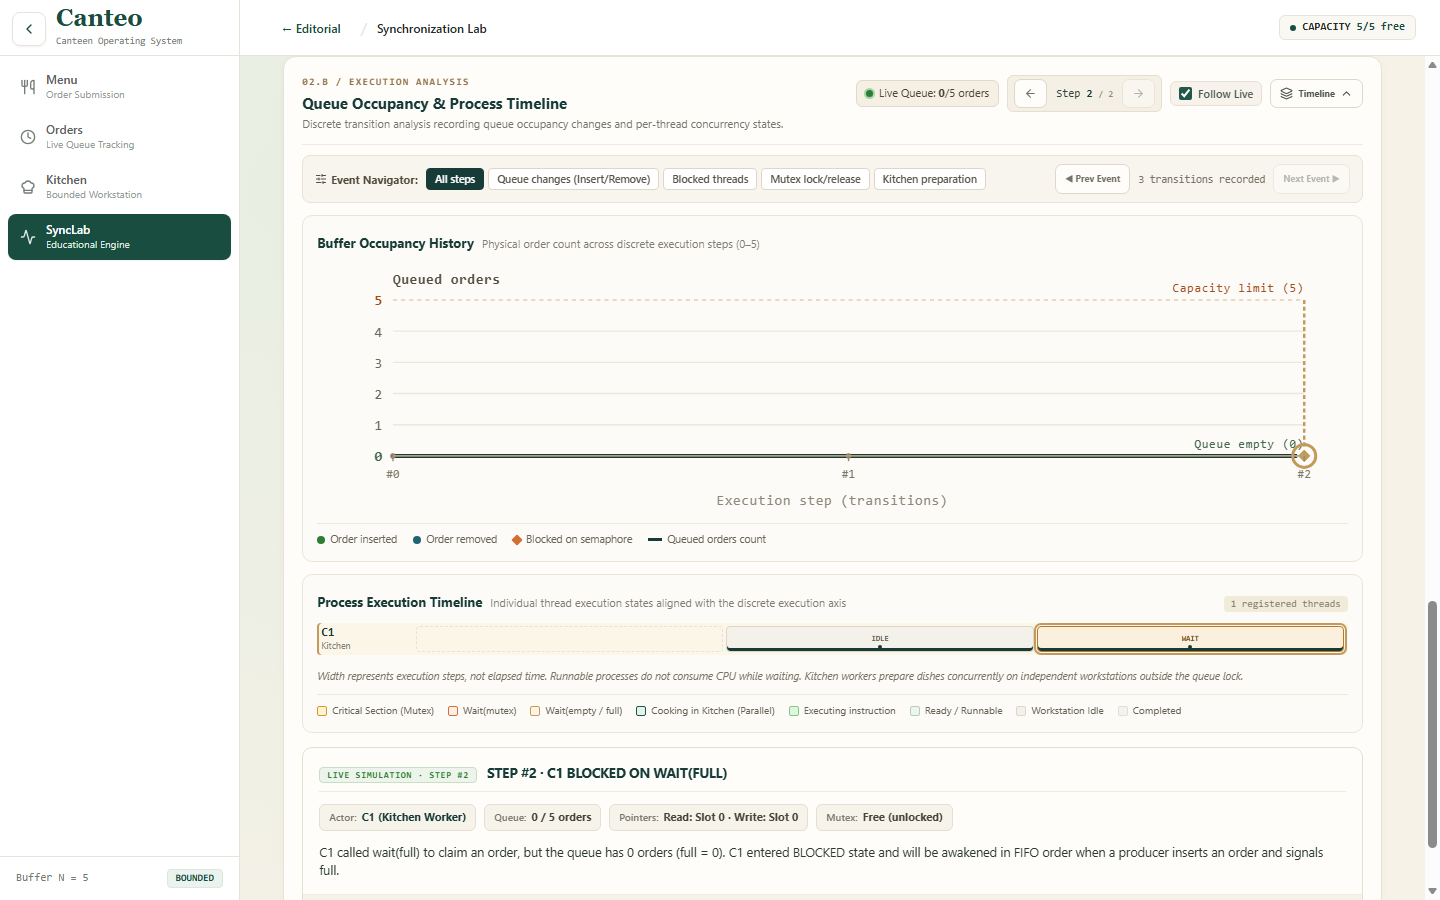 Canteo
Canteen Operating System
← Editorial / Synchronization Lab
CAPACITY 5/5 free
Menu
Order Submission
Orders
Live Queue Tracking
Kitchen
Bounded Workstation
SyncLab
Educational Engine
Buffer N = 5
BOUNDED
02.B / EXECUTION ANALYSIS
Queue Occupancy & Process Timeline
Discrete transition analysis recording queue occupancy changes and per-thread concurrency states.
Live Queue: 0/5 orders
← Step 2 / 2 →
Follow Live
Timeline
Event Navigator: All steps Queue changes (Insert/Remove) Blocked threads Mutex lock/release Kitchen preparation
◀ Prev Event 3 transitions recorded Next Event ▶
Buffer Occupancy History Physical order count across discrete execution steps (0–5)
Queued orders
Capacity limit (5)
5
4
3
2
1
Queue empty (0)
0
#0 #1 #2
Execution step (transitions)
Order inserted Order removed Blocked on semaphore Queued orders count
Process Execution Timeline Individual thread execution states aligned with the discrete execution axis
1 registered threads
C1
Kitchen
IDLE WAIT
Width represents execution steps, not elapsed time. Runnable processes do not consume CPU while waiting. Kitchen workers prepare dishes concurrently on independent workstations outside the queue lock.
Critical Section (Mutex) Wait(mutex) Wait(empty / full) Cooking in Kitchen (Parallel) Executing instruction Ready / Runnable Workstation Idle Completed
LIVE SIMULATION · STEP #2 STEP #2 · C1 BLOCKED ON WAIT(FULL)
Actor: C1 (Kitchen Worker) Queue: 0 / 5 orders Pointers: Read: Slot 0 · Write: Slot 0 Mutex: Free (unlocked)
C1 called wait(full) to claim an order, but the queue has 0 orders (full = 0). C1 entered BLOCKED state and will be awakened in FIFO order when a producer inserts an order and signals
full.